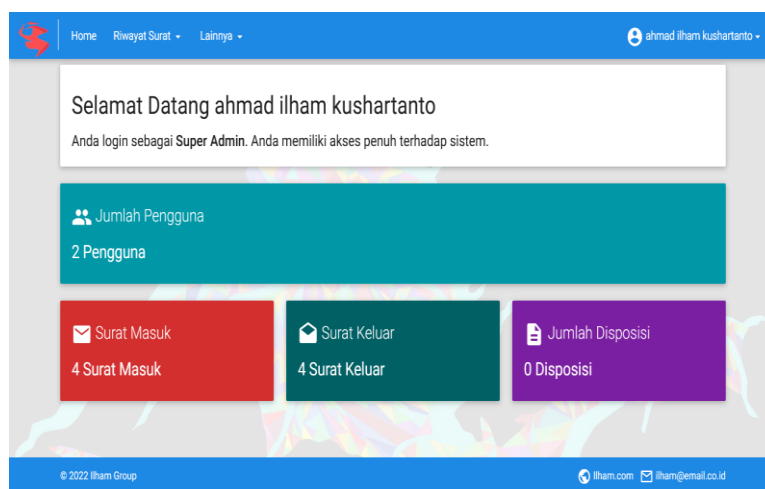 Home Riwayat Surat Lainnya ahmad ilham kushartanto
Selamat Datang ahmad ilham kushartanto
Anda login sebagai Super Admin. Anda memiliki akses penuh terhadap sistem.
Jumlah Pengguna
2 Pengguna
Surat Masuk
4 Surat Masuk
Surat Keluar
4 Surat Keluar
Jumlah Disposisi
0 Disposisi
© 2022 Ilham Group Ilham.com ilham@email.co.id